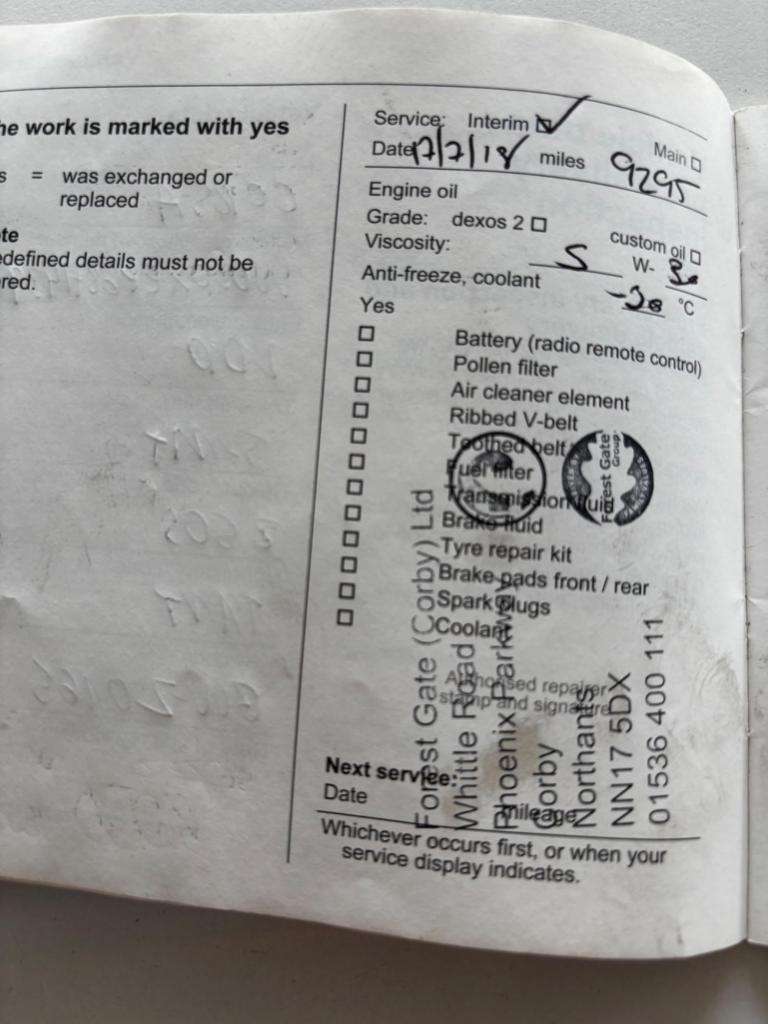 he work is marked with yes
s = was exchanged or
replaced
te
edefined details must not be
red.
Service: Interim ☑ Main ☐
Date 17/7/18 miles 9295
Engine oil
Grade: dexos 2 ☐ custom oil ☐
Viscosity: 5 W- 30
Anti-freeze, coolant -38 °C
Yes
☐ Battery (radio remote control)
☐ Pollen filter
☐ Air cleaner element
☐ Ribbed V-belt
☐ Toothed belt
☐ Fuel filter
☐ Transmission fluid
☐ Brake fluid
☐ Tyre repair kit
☐ Brake pads front / rear
☐ Spark plugs
☐ Coolant
Authorised repairer
stamp and signature
Forest Gate
Group
Forest Gate (Corby) Ltd
Whittle Road
Phoenix Parkway
Corby
Northants
NN17 5DX
01536 400 111
Next service:
Date mileage
Whichever occurs first, or when your
service display indicates.